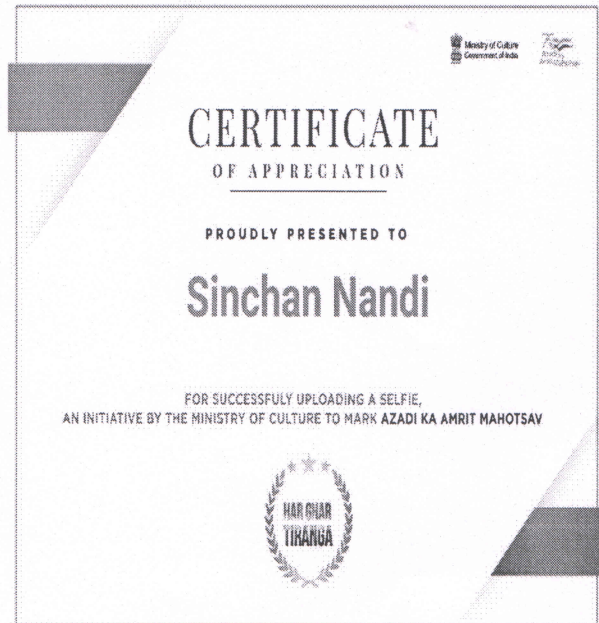 Ministry of Culture
Government of India
CERTIFICATE
OF APPRECIATION
PROUDLY PRESENTED TO
Sinchan Nandi
FOR SUCCESSFULY UPLOADING A SELFIE,
AN INITIATIVE BY THE MINISTRY OF CULTURE TO MARK AZADI KA AMRIT MAHOTSAV
HAR GHAR
TIRANGA